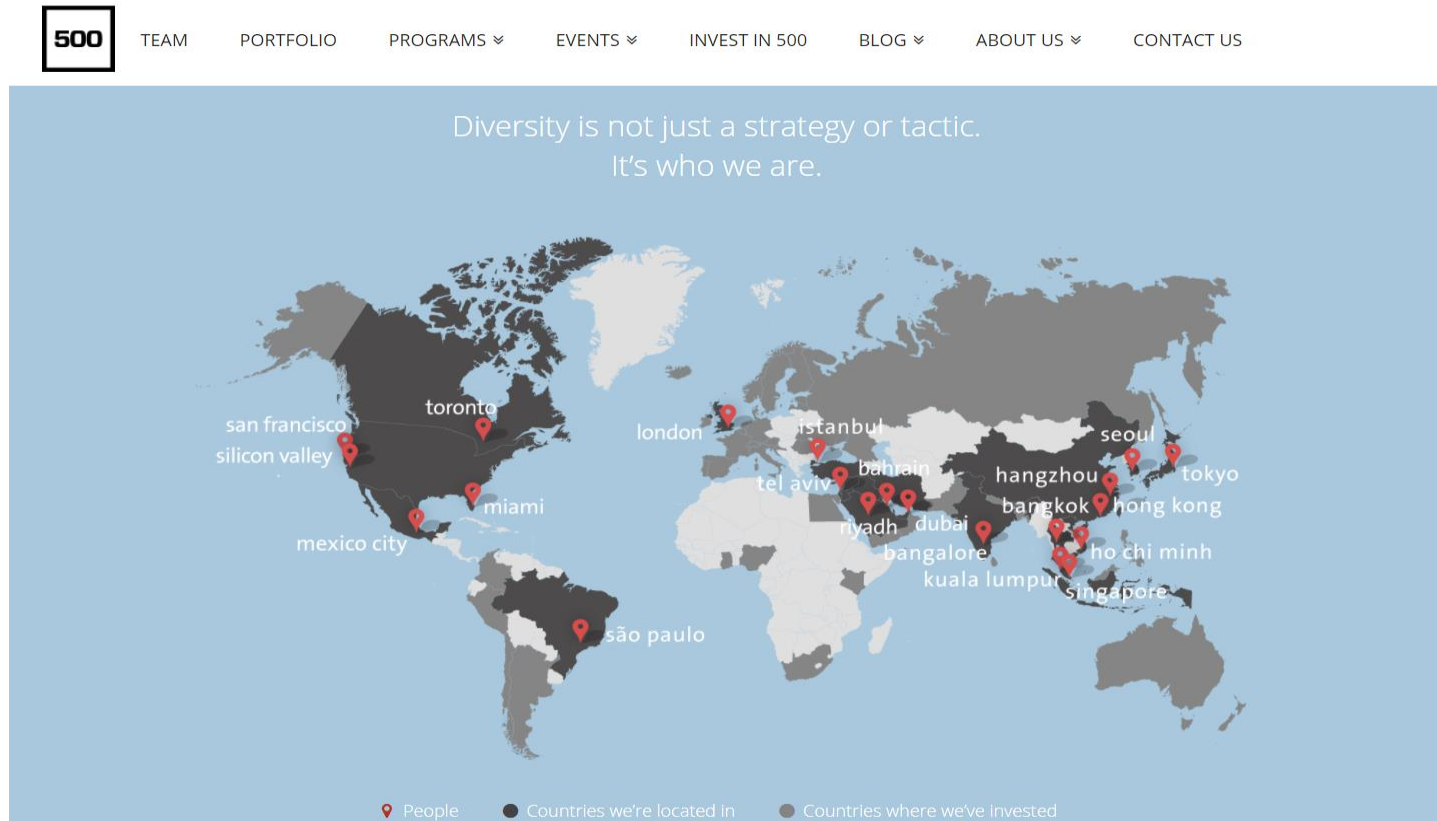 500 TEAM PORTFOLIO PROGRAMS EVENTS INVEST IN 500 BLOG ABOUT US CONTACT US
Diversity is not just a strategy or tactic.
It's who we are.
toronto
san francisco
london
istanbul
seoul
silicon valley
bahrain
tel aviv
hangzhou
tokyo
miami
bangkok
hong kong
riyadh
dubai
mexico city
bangalore
ho chi minh
kuala lumpur
singapore
são paulo
People Countries we're located in Countries where we've invested